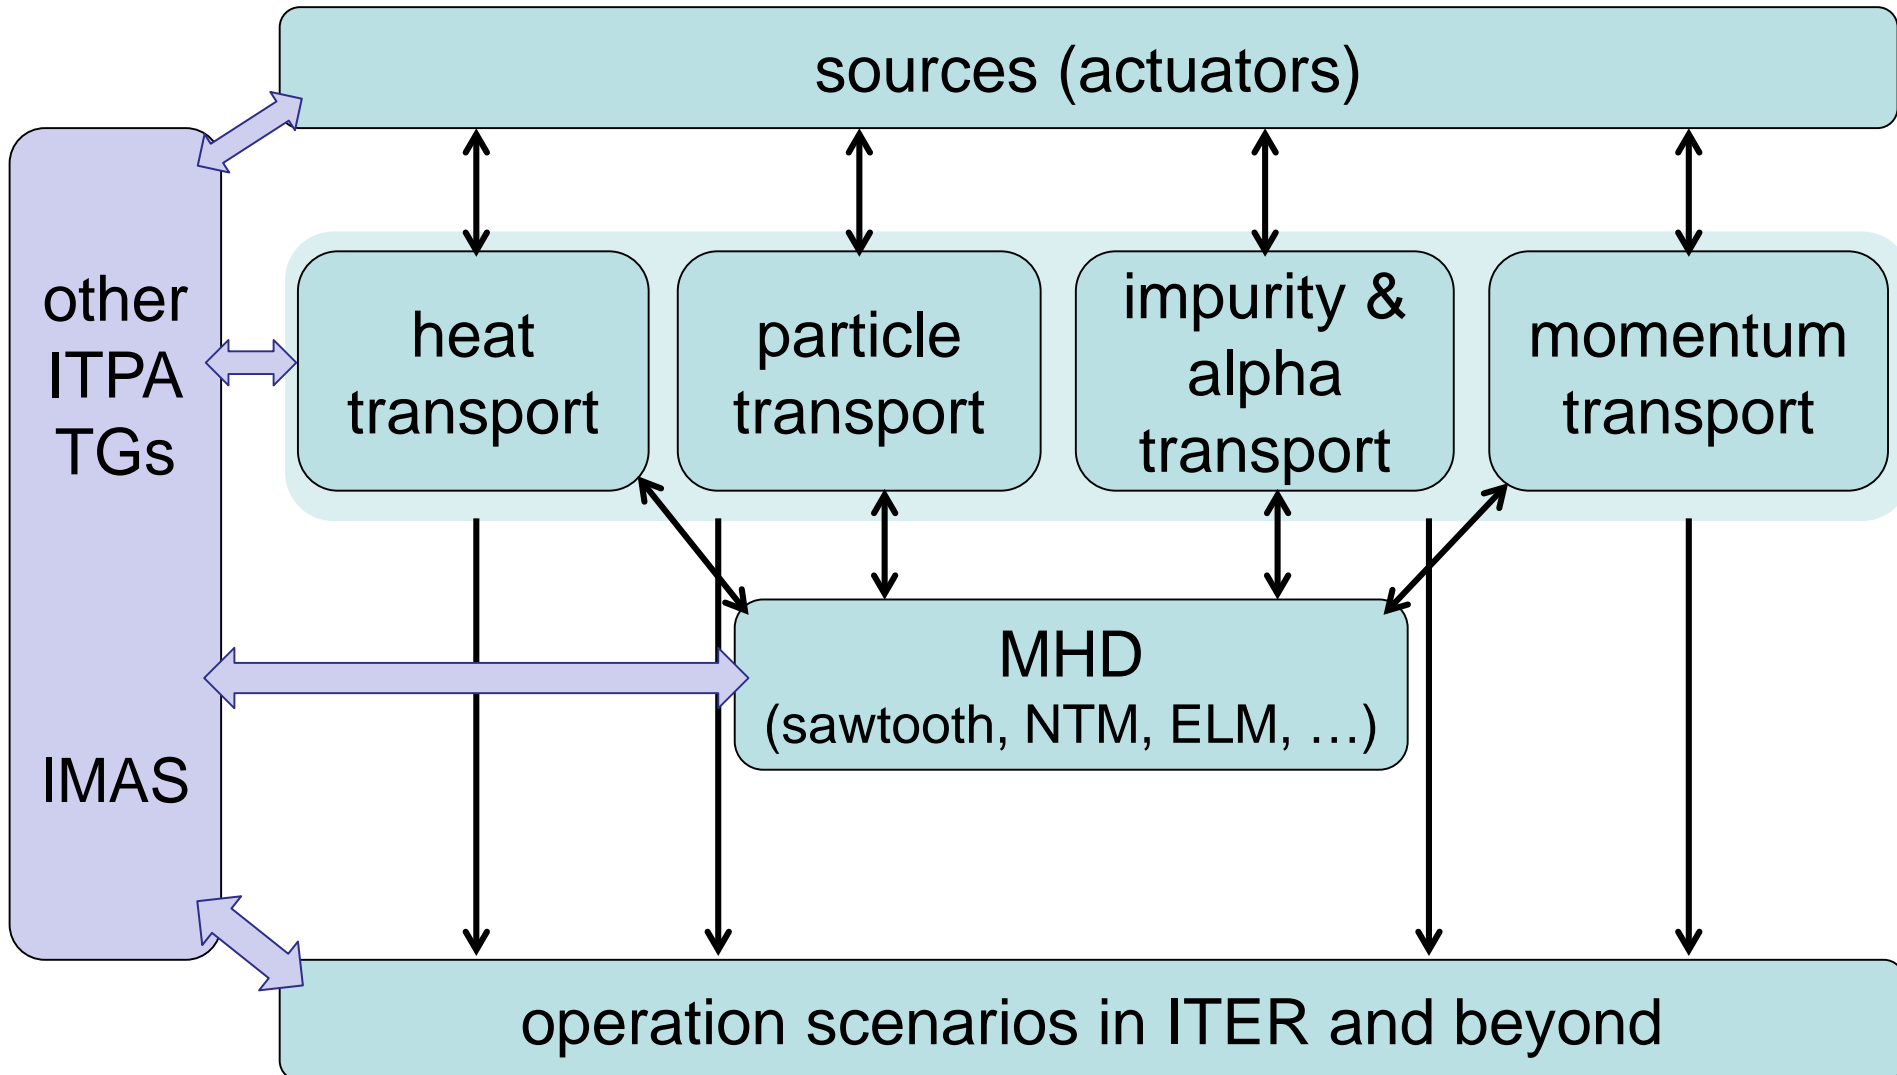 sources (actuators)
other
ITPA
TGs
IMAS
heat
transport
particle
transport
impurity &
alpha
transport
momentum
transport
MHD
(sawtooth, NTM, ELM, …)
operation scenarios in ITER and beyond